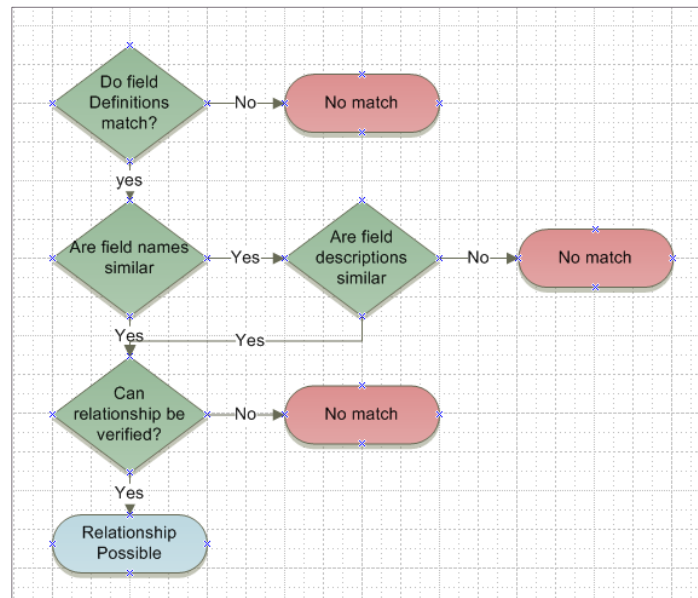 Do field
Definitions
match?
No
No match
yes
Are field names
similar
Yes
Are field
descriptions
similar
No
No match
Yes
Yes
Can
relationship be
verified?
No
No match
Yes
Relationship
Possible